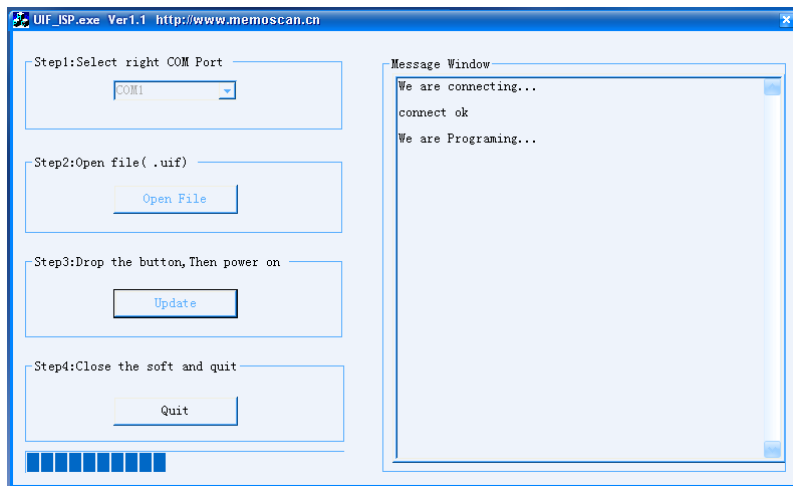 UIF_ISP.exe Ver1.1 http://www.memoscan.cn
Step1:Select right COM Port
COM1
Step2:Open file( .uif)
Open File
Step3:Drop the button,Then power on
Update
Step4:Close the soft and quit
Quit
Message Window
We are connecting...
connect ok
We are Programing...